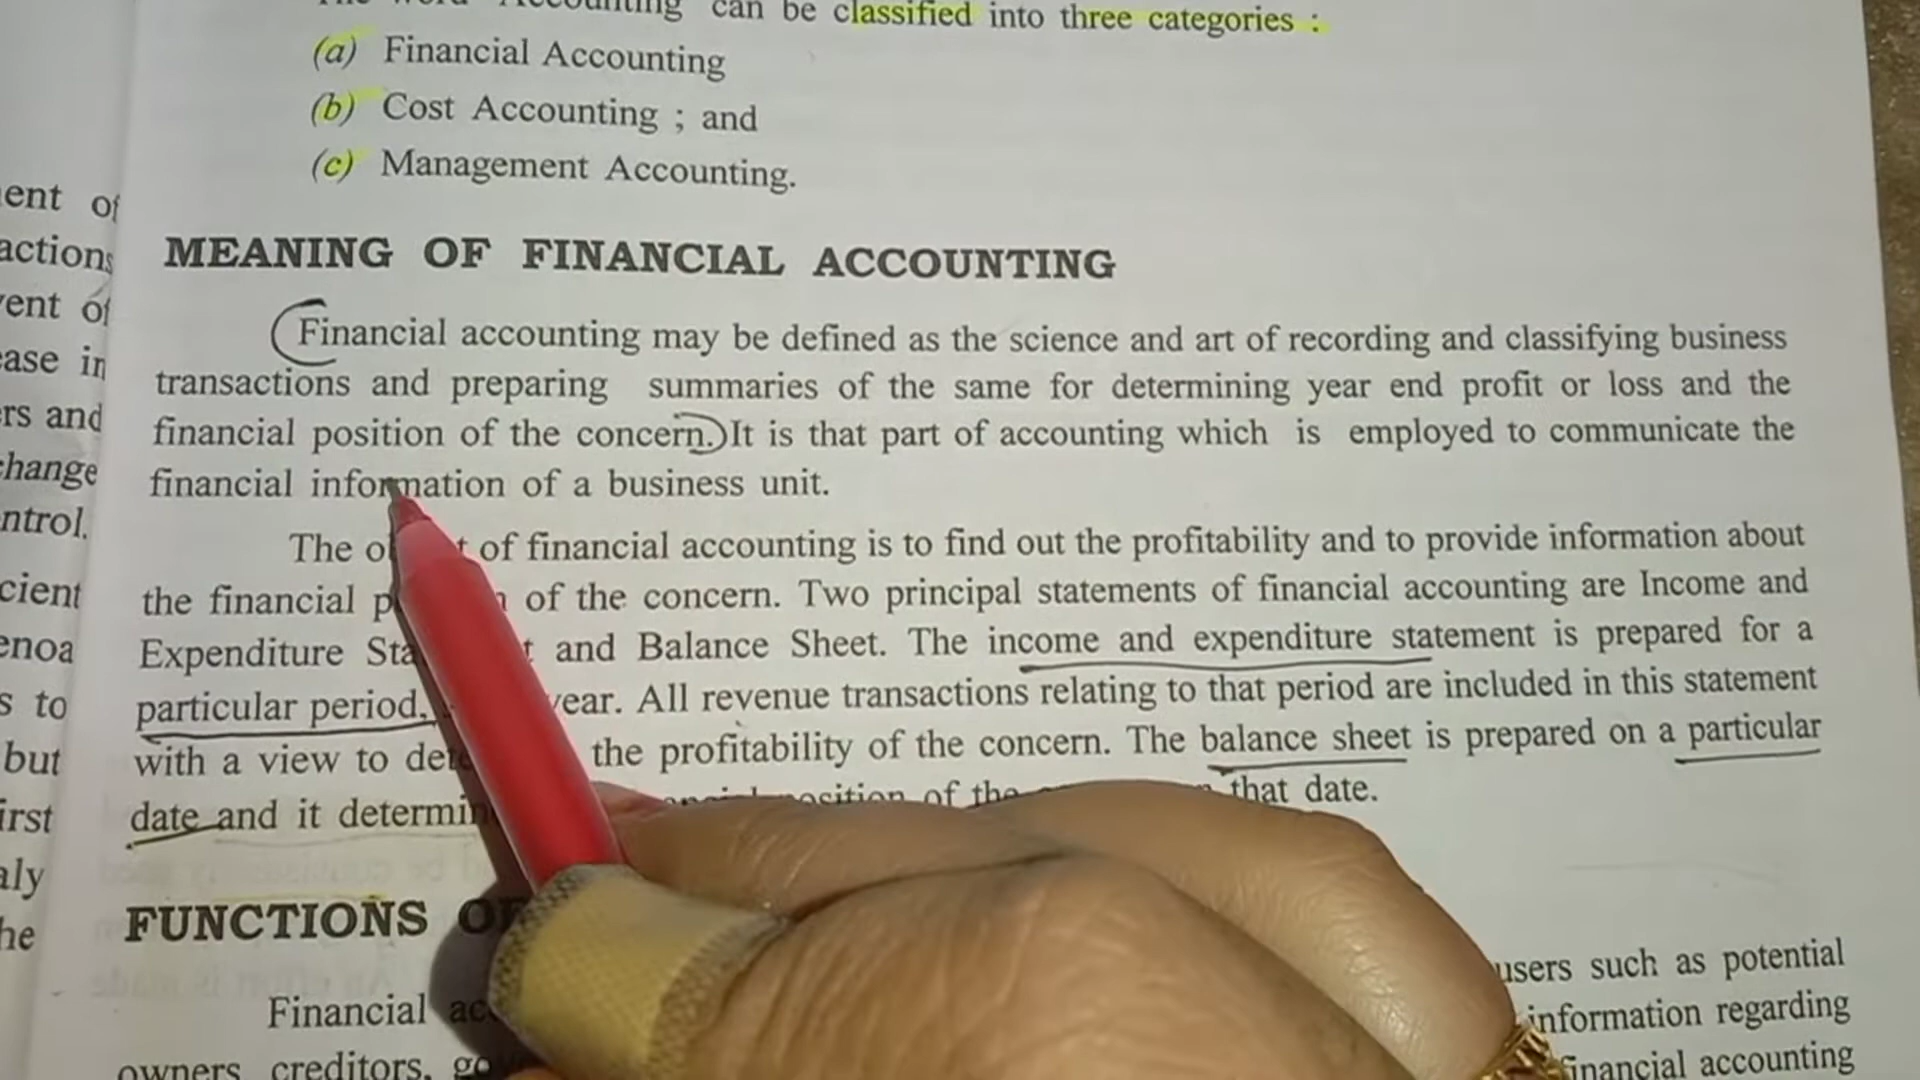 can be classified into three categories :
(a) Financial Accounting
(b) Cost Accounting ; and
(c) Management Accounting.
MEANING OF FINANCIAL ACCOUNTING
Financial accounting may be defined as the science and art of recording and classifying business
transactions and preparing summaries of the same for determining year end profit or loss and the
financial position of the concern. It is that part of accounting which is employed to communicate the
financial information of a business unit.
The of financial accounting is to find out the profitability and to provide information about
the financial of the concern. Two principal statements of financial accounting are Income and
Expenditure and Balance Sheet. The income and expenditure statement is prepared for a
particular period, year. All revenue transactions relating to that period are included in this statement
with a view to the profitability of the concern. The balance sheet is prepared on a particular
date and it position of the that date.
FUNCTIONS
Financial users such as potential
owners creditors, information regarding
financial accounting
ent of
actions
ent of
ase in
rs and
hange
ntrol.
cient
enoa
s to
but
irst
aly
he